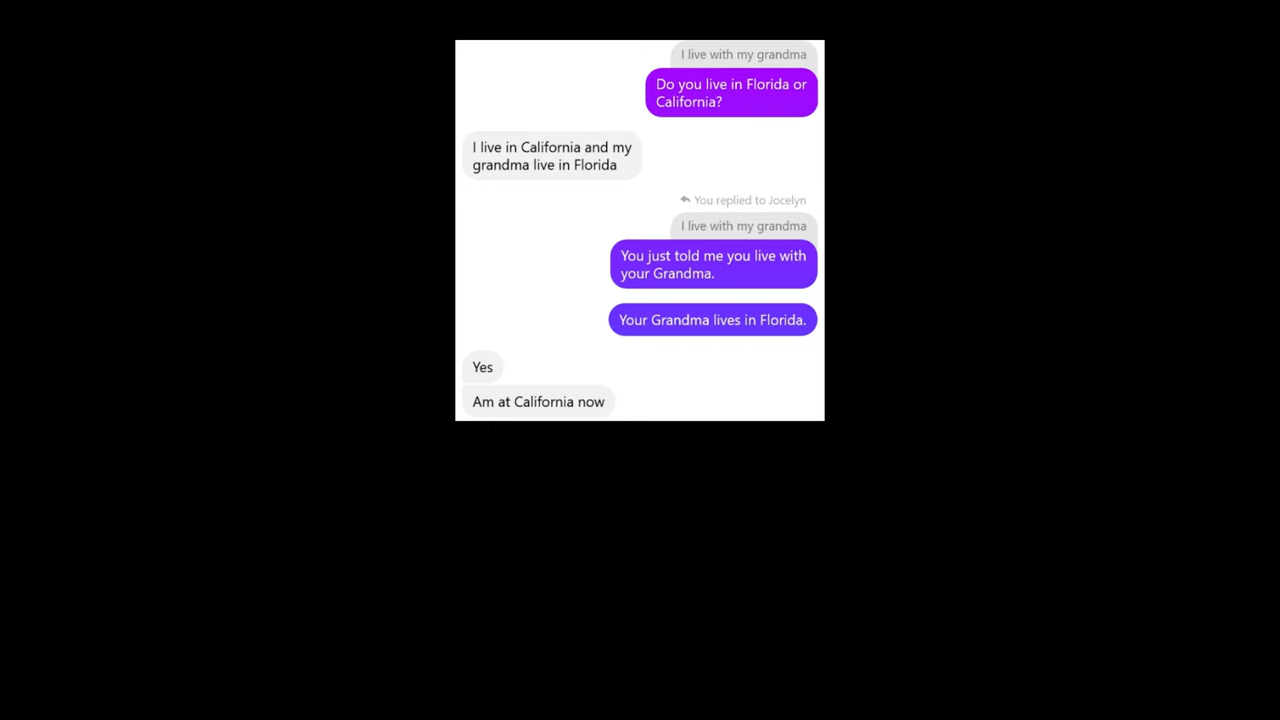 I live with my grandma
Do you live in Florida or
California?
I live in California and my
grandma live in Florida
You replied to Jocelyn
I live with my grandma
You just told me you live with
your Grandma.
Your Grandma lives in Florida.
Yes
Am at California now